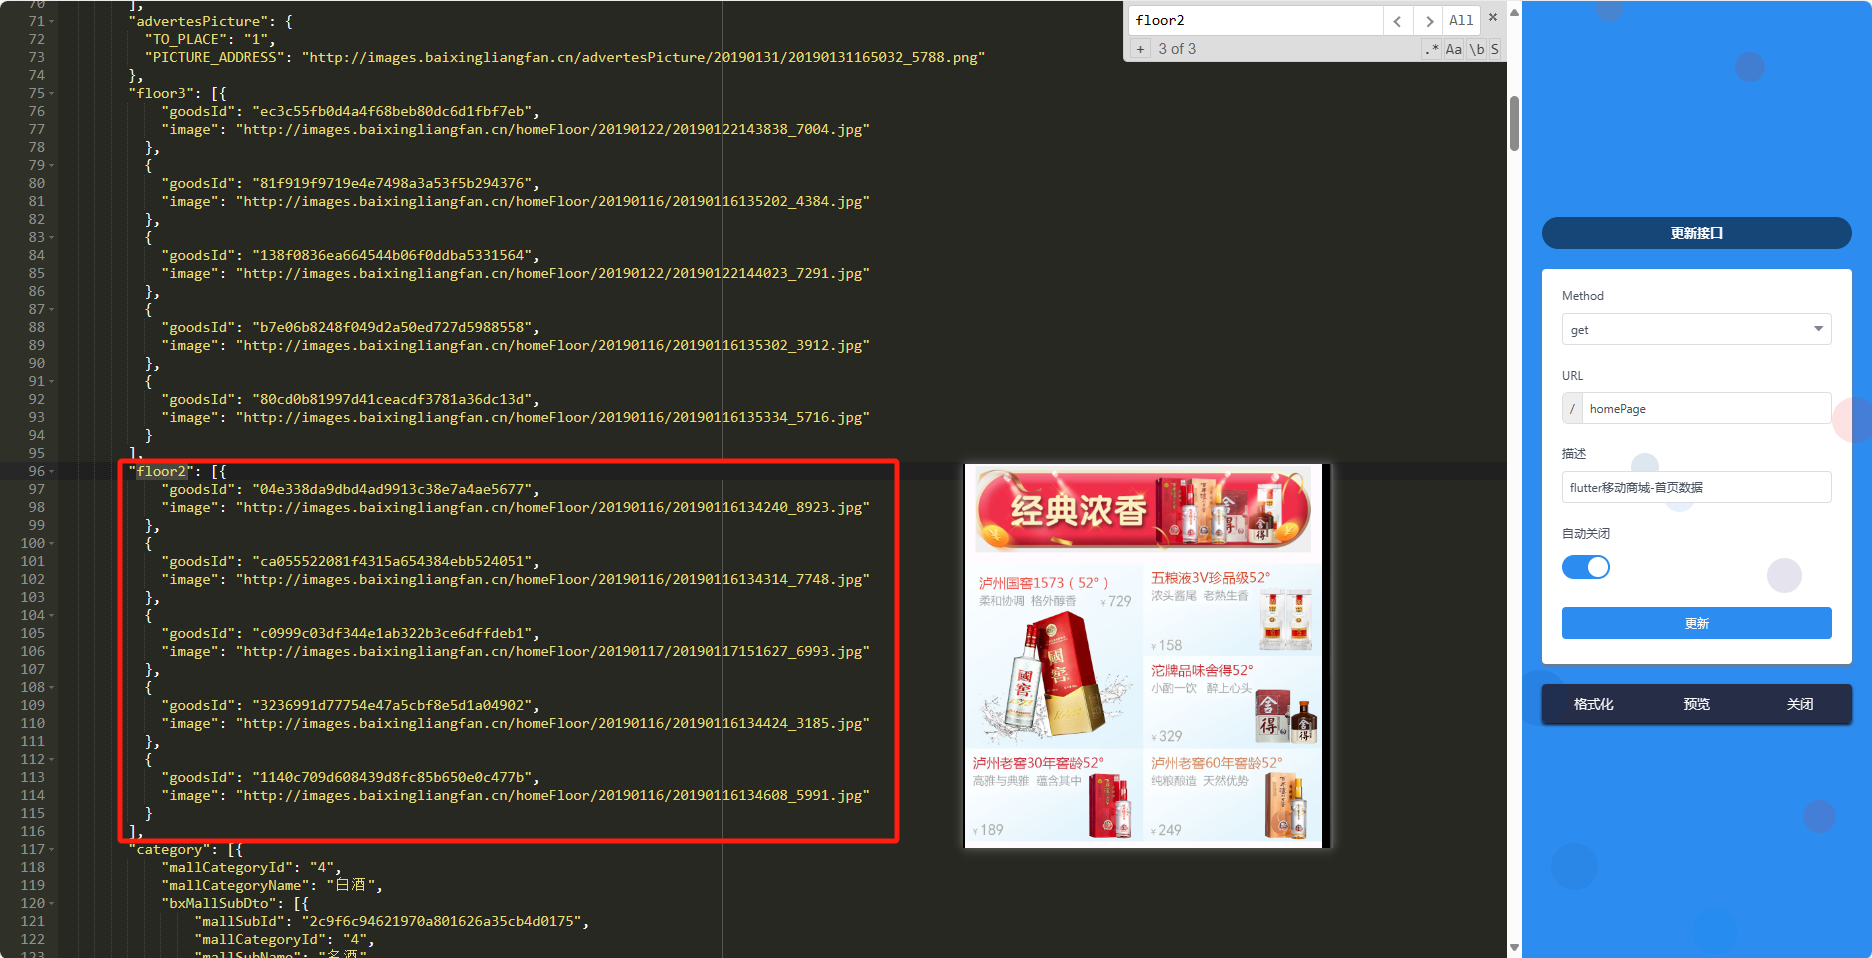 70 ],
71 "advertesPicture": {
72 "TO_PLACE": "1",
73 "PICTURE_ADDRESS": "http://images.baixingliangfan.cn/advertesPicture/20190131/20190131165032_5788.png"
74 },
75 "floor3": [{
76 "goodsId": "ec3c55fb0d4a4f68beb80dc6d1fbf7eb",
77 "image": "http://images.baixingliangfan.cn/homeFloor/20190122/20190122143838_7004.jpg"
78 },
79 {
80 "goodsId": "81f919f9719e4e7498a3a53f5b294376",
81 "image": "http://images.baixingliangfan.cn/homeFloor/20190116/20190116135202_4384.jpg"
82 },
83 {
84 "goodsId": "138f0836ea664544b06f0ddba5331564",
85 "image": "http://images.baixingliangfan.cn/homeFloor/20190122/20190122144023_7291.jpg"
86 },
87 {
88 "goodsId": "b7e06b8248f049d2a50ed727d5988558",
89 "image": "http://images.baixingliangfan.cn/homeFloor/20190116/20190116135302_3912.jpg"
90 },
91 {
92 "goodsId": "80cd0b81997d41ceacdf3781a36dc13d",
93 "image": "http://images.baixingliangfan.cn/homeFloor/20190116/20190116135334_5716.jpg"
94 }
95 ],
96 "floor2": [{
97 "goodsId": "04e338da9dbd4ad9913c38e7a4ae5677",
98 "image": "http://images.baixingliangfan.cn/homeFloor/20190116/20190116134240_8923.jpg"
99 },
100 {
101 "goodsId": "ca055522081f4315a654384ebb524051",
102 "image": "http://images.baixingliangfan.cn/homeFloor/20190116/20190116134314_7748.jpg"
103 },
104 {
105 "goodsId": "c0999c03df344e1ab322b3ce6dffdeb1",
106 "image": "http://images.baixingliangfan.cn/homeFloor/20190117/20190117151627_6993.jpg"
107 },
108 {
109 "goodsId": "3236991d77754e47a5cbf8e5d1a04902",
110 "image": "http://images.baixingliangfan.cn/homeFloor/20190116/20190116134424_3185.jpg"
111 },
112 {
113 "goodsId": "1140c709d608439d8fc85b650e0c477b",
114 "image": "http://images.baixingliangfan.cn/homeFloor/20190116/20190116134608_5991.jpg"
115 }
116 ],
117 "category": [{
118 "mallCategoryId": "4",
119 "mallCategoryName": "白酒",
120 "bxMallSubDto": [{
121 "mallSubId": "2c9f6c94621970a801626a35cb4d0175",
122 "mallCategoryId": "4",
123 "mallSubName": "名酒"
floor2
All
+ 3 of 3 .* Aa \b S
经典浓香
泸州国窖1573（52°）
柔和协调 格外醇香 ¥729
國窖
五粮液3V珍品级52°
浓头酱尾 老熟生香
¥158
沱牌品味舍得52°
小酌一饮 醉上心头
¥329
泸州老窖30年窖龄52°
高雅与典雅 蕴含其中
¥189
泸州老窖60年窖龄52°
纯粮酿造 天然优势
¥249
更新接口
Method
get
URL
/ homePage
描述
flutter移动商城-首页数据
自动关闭
更新
格式化 预览 关闭